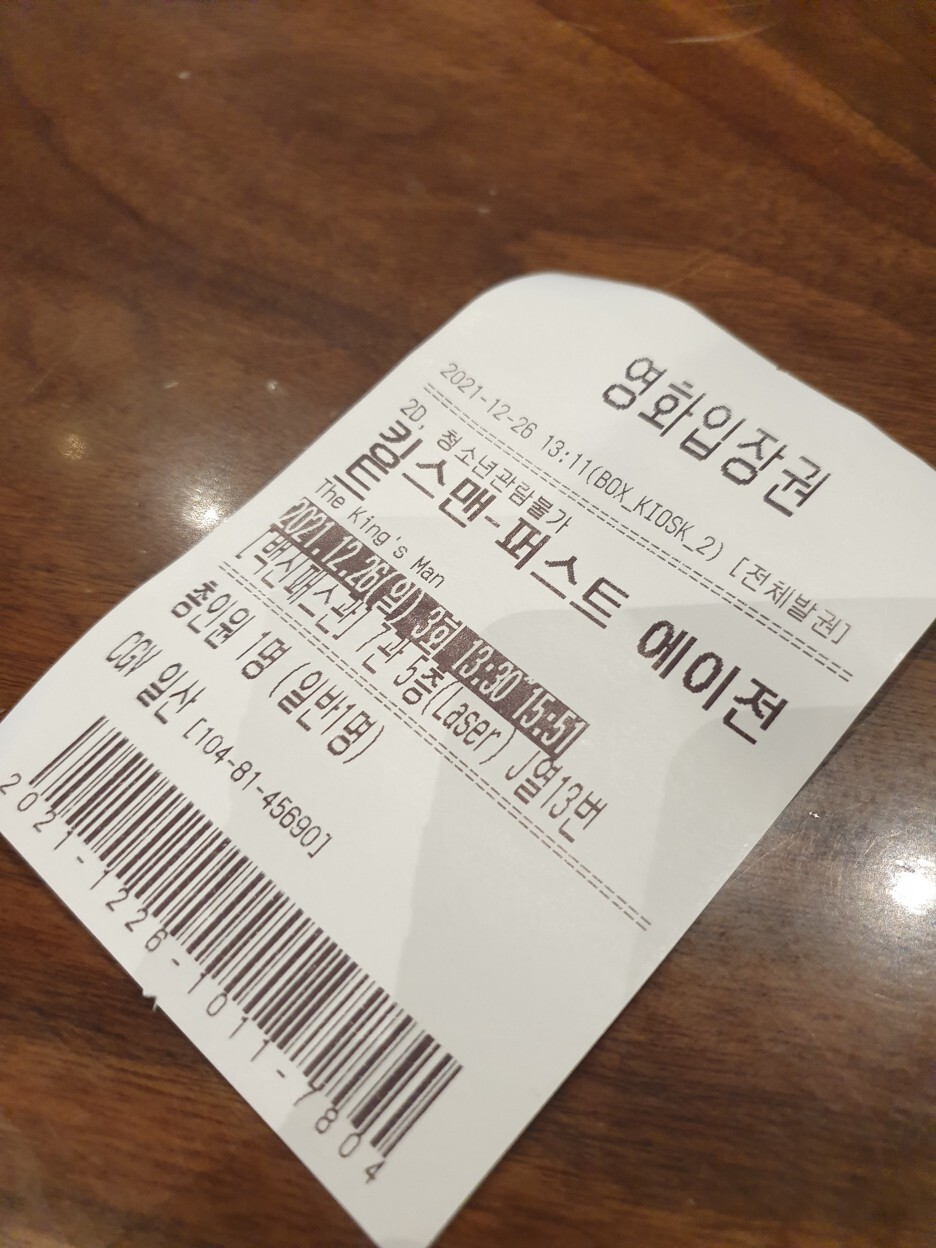 영화입장권
2021-12-26 13:11(BOX_KIOSK_2) [전체발권]
2D, 청소년관람불가
킹스맨-퍼스트 에이전
트
The King's Man
2021.12.26(일) 3회 13:30~15:51
[백신패스관] 7관 5층(Laser) J열13번
총인원 1명 (일반1명)
CGV 일산 [104-81-45690]
2021-1226-1011-7804